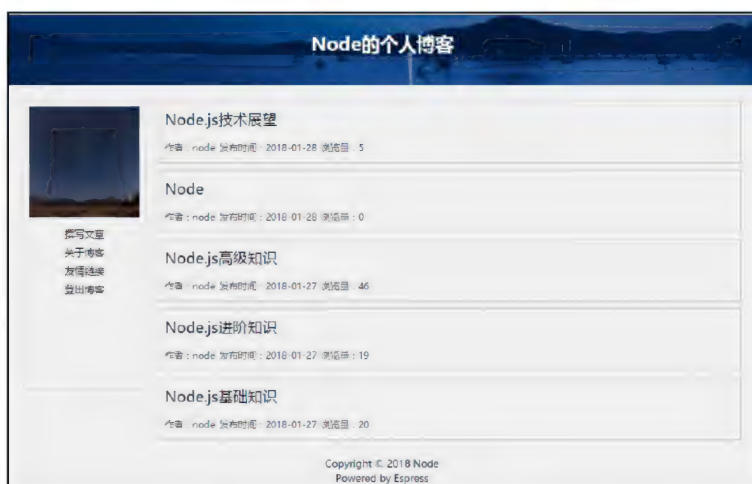 Node的个人博客
撰写文章
关于博客
友情链接
登出博客
Node.js技术展望
作者：node 发布时间：2018-01-28 浏览量：5
Node
作者：node 发布时间：2018-01-28 浏览量：0
Node.js高级知识
作者：node 发布时间：2018-01-27 浏览量：46
Node.js进阶知识
作者：node 发布时间：2018-01-27 浏览量：19
Node.js基础知识
作者：node 发布时间：2018-01-27 浏览量：20
Copyright © 2018 Node
Powered by Espress